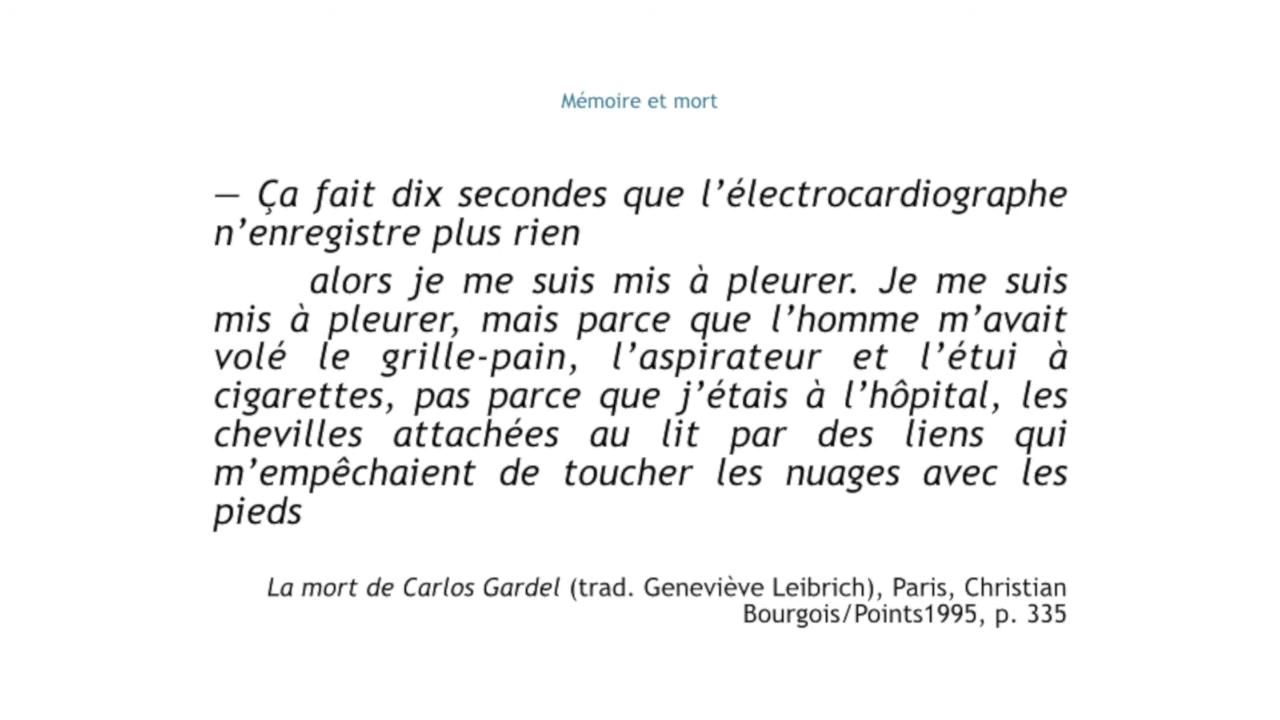 Mémoire et mort
— Ça fait dix secondes que l’électrocardiographe
n’enregistre plus rien
alors je me suis mis à pleurer. Je me suis
mis à pleurer, mais parce que l’homme m’avait
volé le grille-pain, l’aspirateur et l’étui à
cigarettes, pas parce que j’étais à l’hôpital, les
chevilles attachées au lit par des liens qui
m’empêchaient de toucher les nuages avec les
pieds
La mort de Carlos Gardel (trad. Geneviève Leibrich), Paris, Christian
Bourgois/Points1995, p. 335